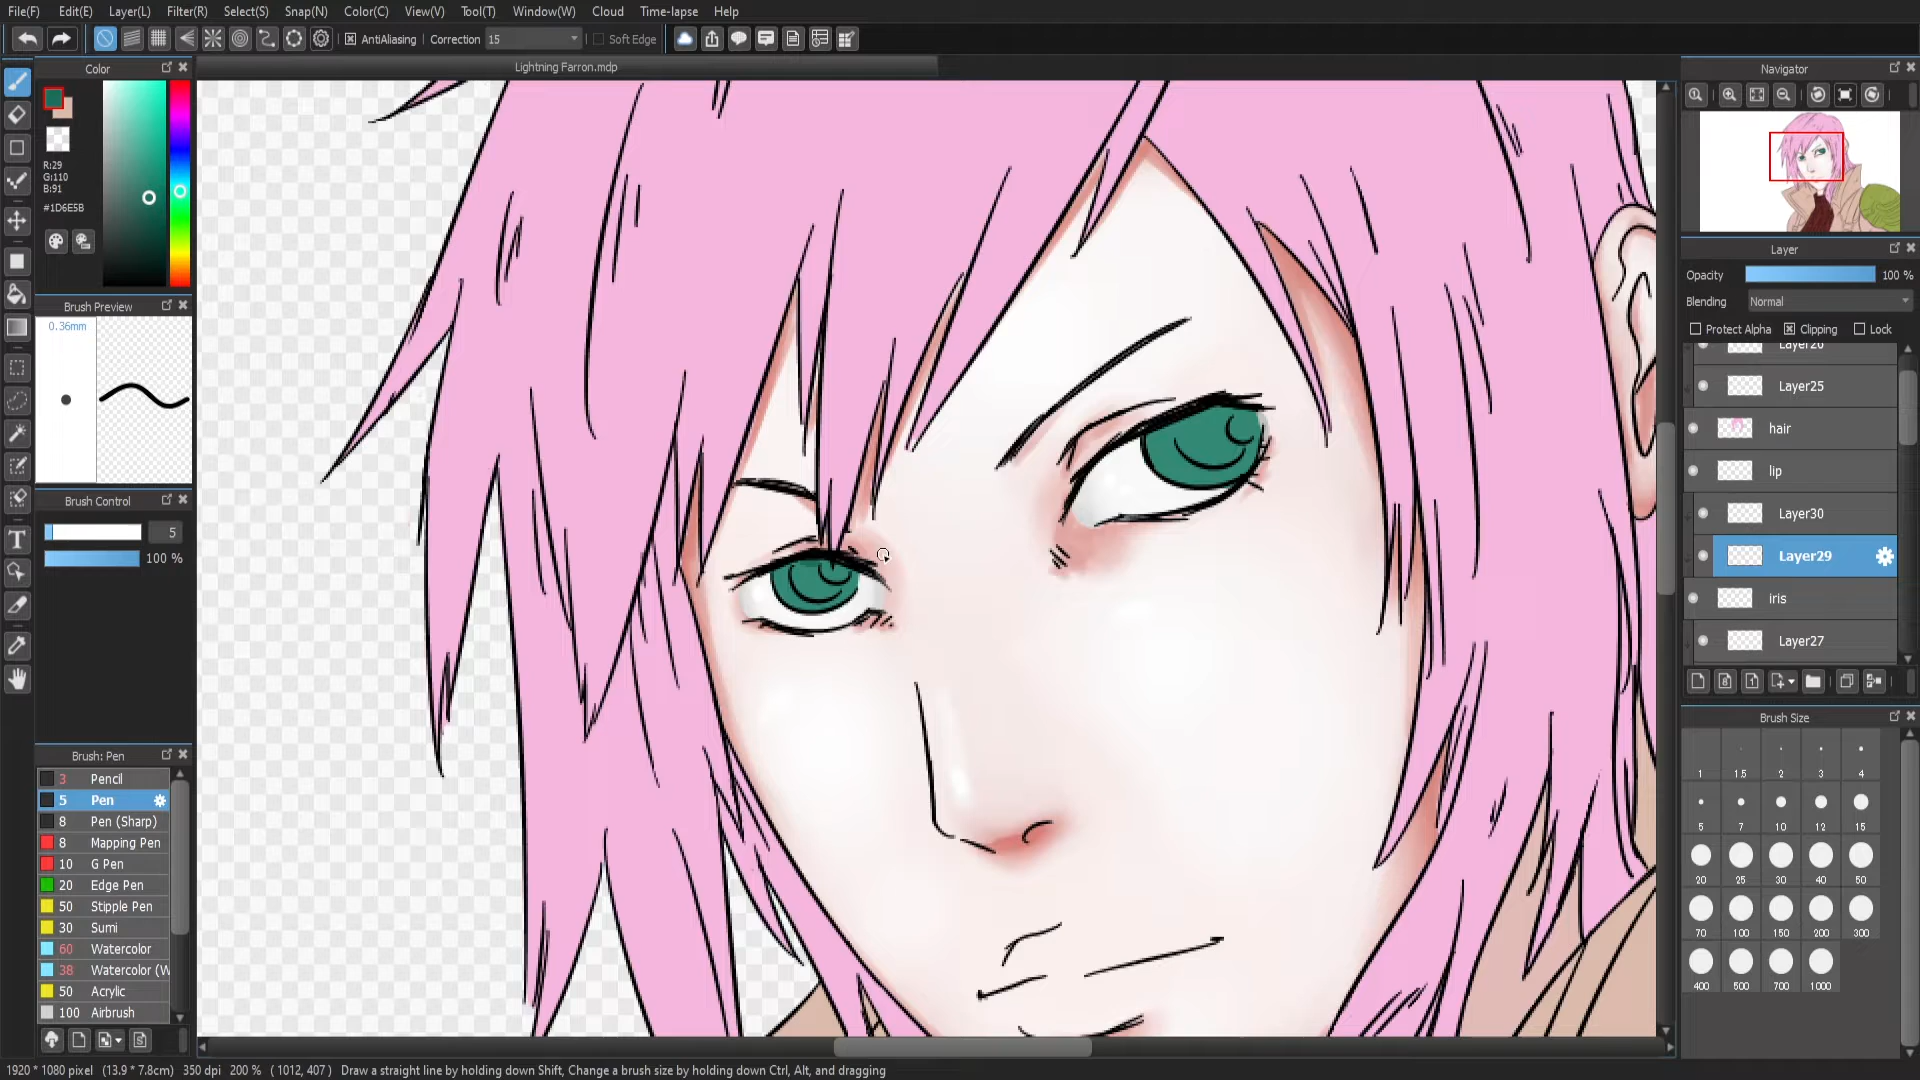 File(F) Edit(E) Layer(L) Filter(R) Select(S) Snap(N) Color(C) View(V) Tool(T) Window(W) Cloud Time-lapse Help
AntiAliasing Correction 15 Soft Edge
Color
Lightning Farron.mdp
R:29
G:110
B:91
#1D6E5B
Brush Preview
0.36mm
Brush Control
5
100 %
Brush: Pen
3 Pencil
5 Pen
8 Pen (Sharp)
8 Mapping Pen
10 G Pen
20 Edge Pen
50 Stipple Pen
30 Sumi
60 Watercolor
38 Watercolor (W
50 Acrylic
100 Airbrush
Navigator
Layer
Opacity 100 %
Blending Normal
Protect Alpha Clipping Lock
Layer26
Layer25
hair
lip
Layer30
Layer29
iris
Layer27
Brush Size
1 1.5 2 3 4
5 7 10 12 15
20 25 30 40 50
70 100 150 200 300
400 500 700 1000
1920 * 1080 pixel (13.9 * 7.8cm) 350 dpi 200 % ( 1012, 407 ) Draw a straight line by holding down Shift, Change a brush size by holding down Ctrl, Alt, and dragging